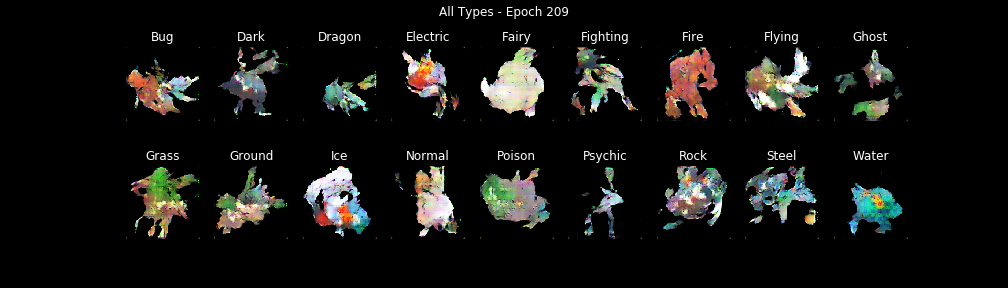 All Types - Epoch 209
Bug Dark Dragon Electric Fairy Fighting Fire Flying Ghost
Grass Ground Ice Normal Poison Psychic Rock Steel Water